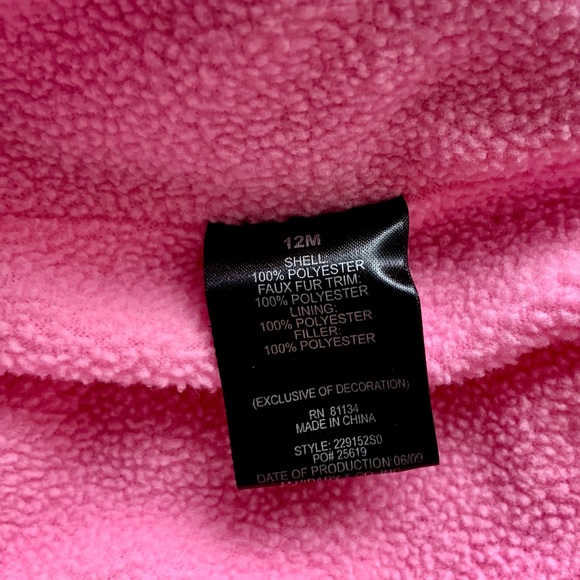 12M
SHELL:
100% POLYESTER
FAUX FUR TRIM:
100% POLYESTER
LINING:
100% POLYESTER
FILLER:
100% POLYESTER
(EXCLUSIVE OF DECORATION)
RN 81134
MADE IN CHINA
STYLE: 229152S0
PO# 25619
DATE OF PRODUCTION:06/09